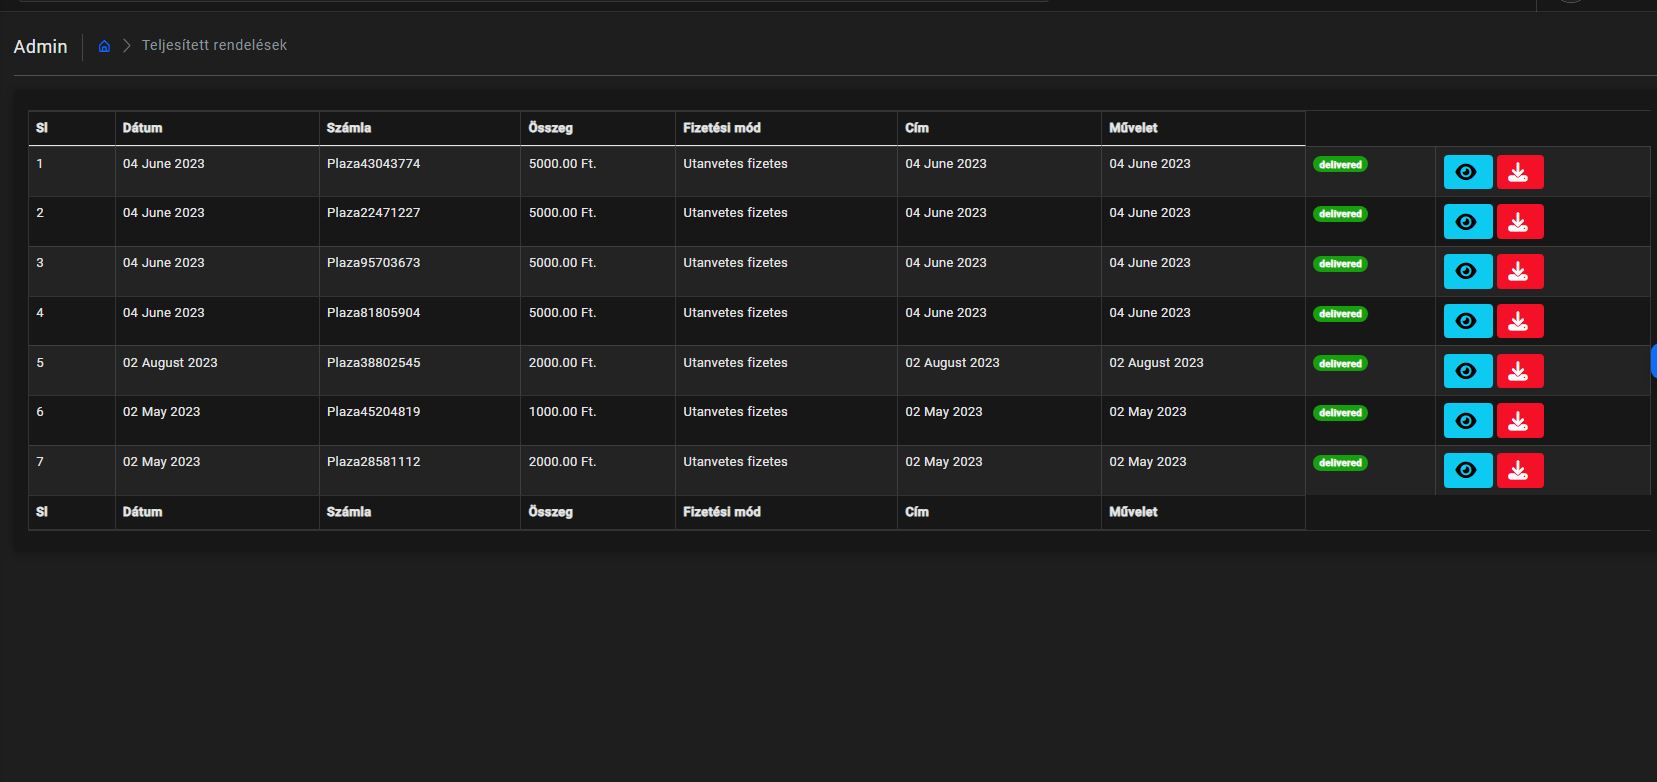 Admin Teljesített rendelések
Sl Dátum Számla Összeg Fizetési mód Cím Művelet
1 04 June 2023 Plaza43043774 5000.00 Ft. Utanvetes fizetes 04 June 2023 04 June 2023 delivered
2 04 June 2023 Plaza22471227 5000.00 Ft. Utanvetes fizetes 04 June 2023 04 June 2023 delivered
3 04 June 2023 Plaza95703673 5000.00 Ft. Utanvetes fizetes 04 June 2023 04 June 2023 delivered
4 04 June 2023 Plaza81805904 5000.00 Ft. Utanvetes fizetes 04 June 2023 04 June 2023 delivered
5 02 August 2023 Plaza38802545 2000.00 Ft. Utanvetes fizetes 02 August 2023 02 August 2023 delivered
6 02 May 2023 Plaza45204819 1000.00 Ft. Utanvetes fizetes 02 May 2023 02 May 2023 delivered
7 02 May 2023 Plaza28581112 2000.00 Ft. Utanvetes fizetes 02 May 2023 02 May 2023 delivered
Sl Dátum Számla Összeg Fizetési mód Cím Művelet